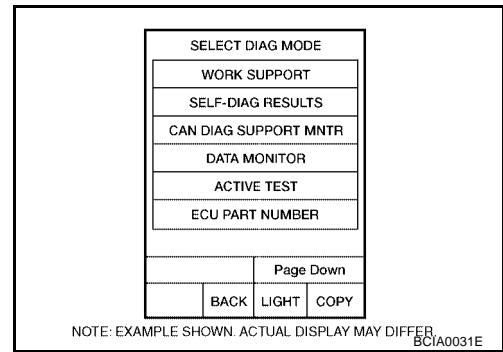 SELECT DIAG MODE
WORK SUPPORT
SELF-DIAG RESULTS
CAN DIAG SUPPORT MNTR
DATA MONITOR
ACTIVE TEST
ECU PART NUMBER
Page Down
BACK LIGHT COPY
NOTE: EXAMPLE SHOWN. ACTUAL DISPLAY MAY DIFFER.
BCIA0031E